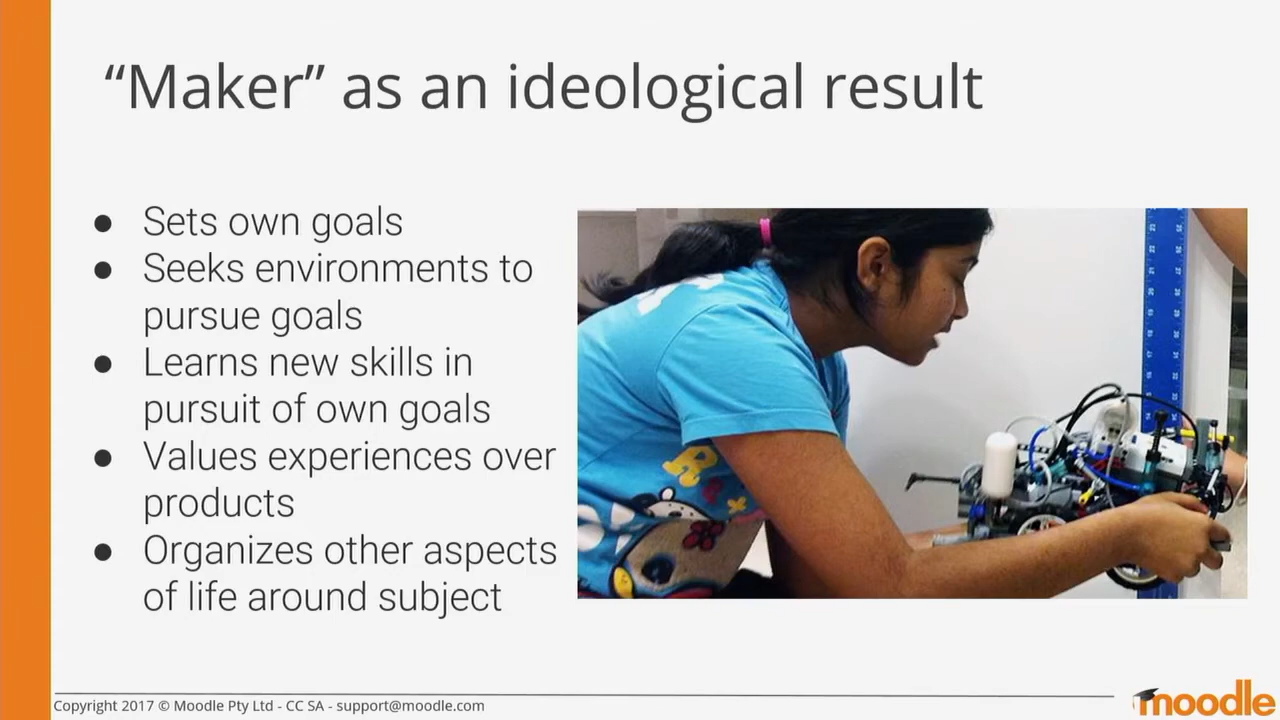 “Maker” as an ideological result
● Sets own goals
● Seeks environments to
pursue goals
● Learns new skills in
pursuit of own goals
● Values experiences over
products
● Organizes other aspects
of life around subject
Copyright 2017 © Moodle Pty Ltd - CC SA - support@moodle.com
moodle